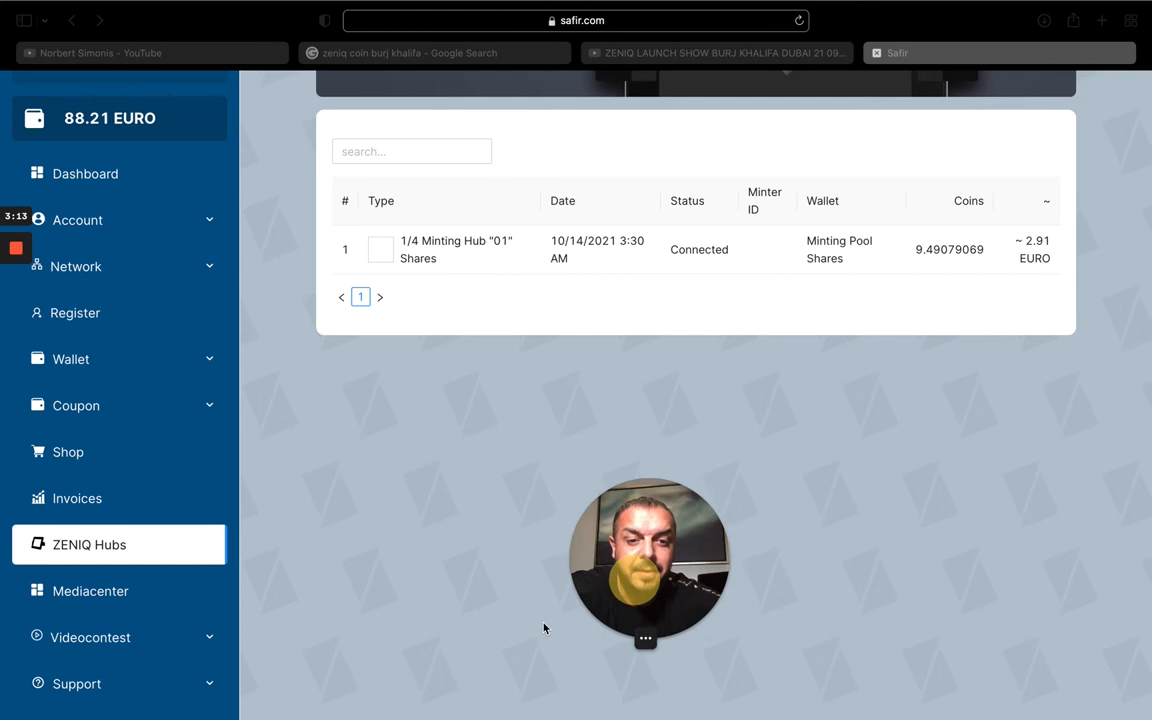 safir.com
Norbert Simonis - YouTube
zeniq coin burj khalifa - Google Search
ZENIQ LAUNCH SHOW BURJ KHALIFA DUBAI 21 09...
Safir
88.21 EURO
Dashboard
3:13
Account
Network
Register
Wallet
Coupon
Shop
Invoices
ZENIQ Hubs
Mediacenter
Videocontest
Support
search...
# Type Date Status Minter ID Wallet Coins ~
1 1/4 Minting Hub "01" Shares 10/14/2021 3:30 AM Connected Minting Pool Shares 9.49079069 ~ 2.91 EURO
< 1 >